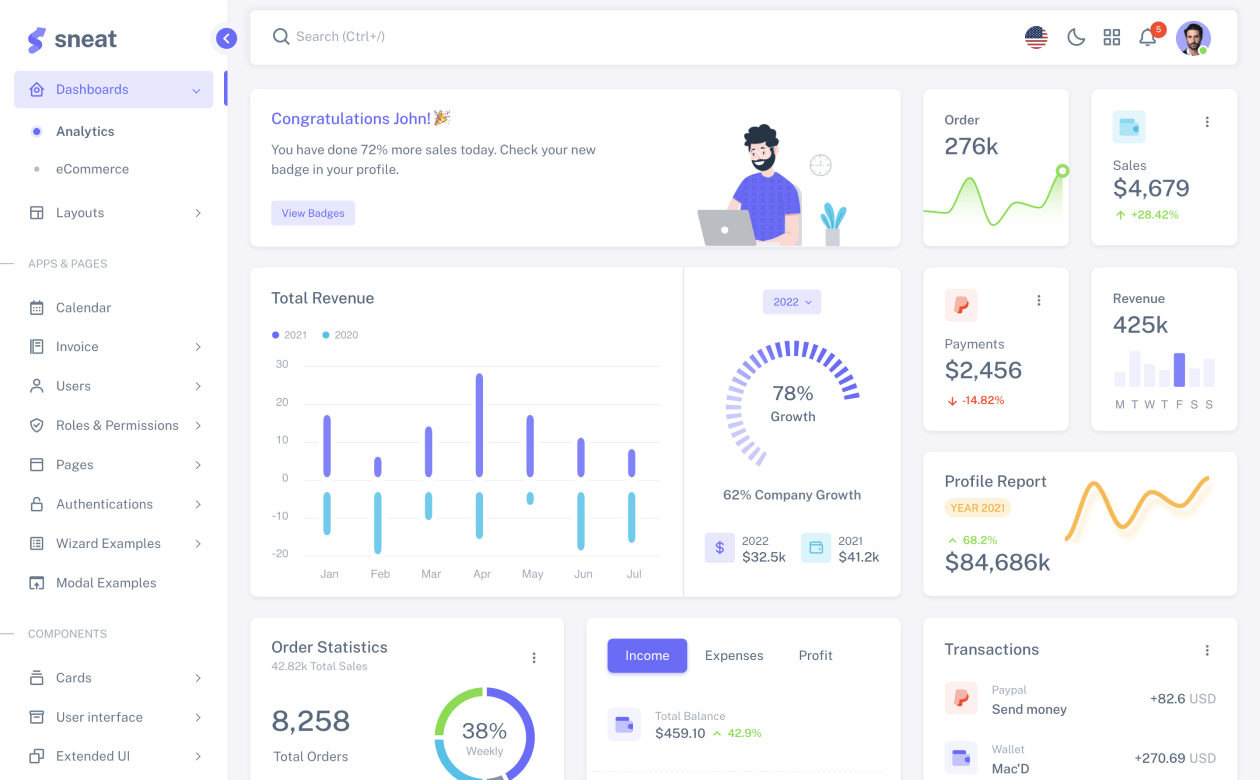 sneat
Dashboards
Analytics
eCommerce
Layouts
APPS & PAGES
Calendar
Invoice
Users
Roles & Permissions
Pages
Authentications
Wizard Examples
Modal Examples
COMPONENTS
Cards
User interface
Extended UI
Search (Ctrl+/)
5
Congratulations John!🎉
You have done 72% more sales today. Check your new
badge in your profile.
View Badges
Order
276k
Sales
$4,679
+28.42%
Total Revenue
2021
2020
30
20
10
0
-10
-20
Jan Feb Mar Apr May Jun Jul
2022
78%
Growth
62% Company Growth
$
2022
$32.5k
2021
$41.2k
Payments
$2,456
-14.82%
Revenue
425k
M T W T F S S
Profile Report
YEAR 2021
68.2%
$84,686k
Order Statistics
42.82k Total Sales
8,258
Total Orders
38%
Weekly
Income
Expenses
Profit
Total Balance
$459.10
42.9%
Transactions
Paypal
Send money
+82.6 USD
Wallet
Mac'D
+270.69 USD